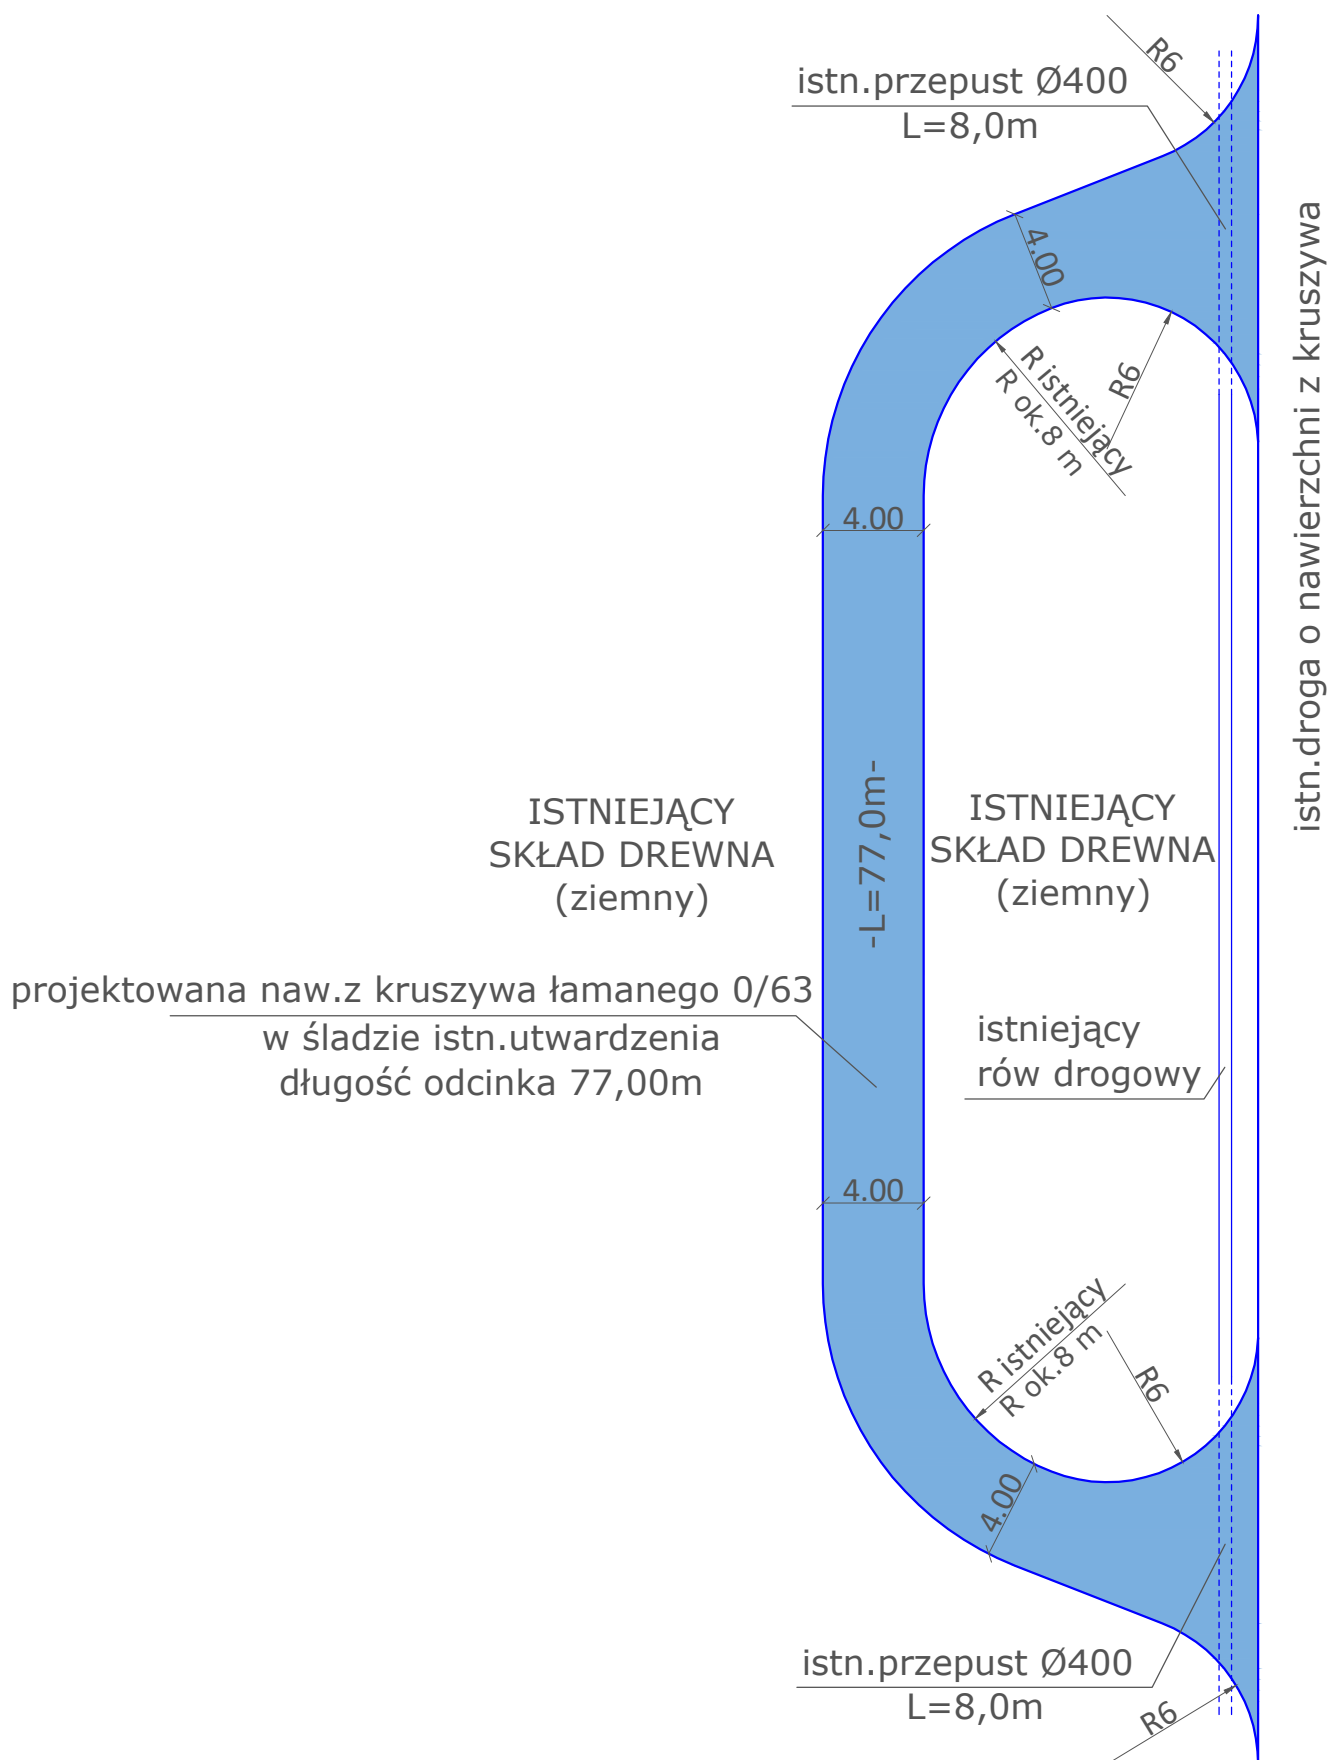 R6
istn.przepust Ø400
L=8,0m
4.00
R istniejący
R ok.8 m
R6
istn.droga o nawierzchni z kruszywa
4.00
-L=77,0m-
ISTNIEJĄCY
SKŁAD DREWNA
(ziemny)
ISTNIEJĄCY
SKŁAD DREWNA
(ziemny)
projektowana naw.z kruszywa łamanego 0/63
w śladzie istn.utwardzenia
długość odcinka 77,00m
istniejący
rów drogowy
4.00
R istniejący
R ok.8 m
R6
4.00
istn.przepust Ø400
L=8,0m
R6